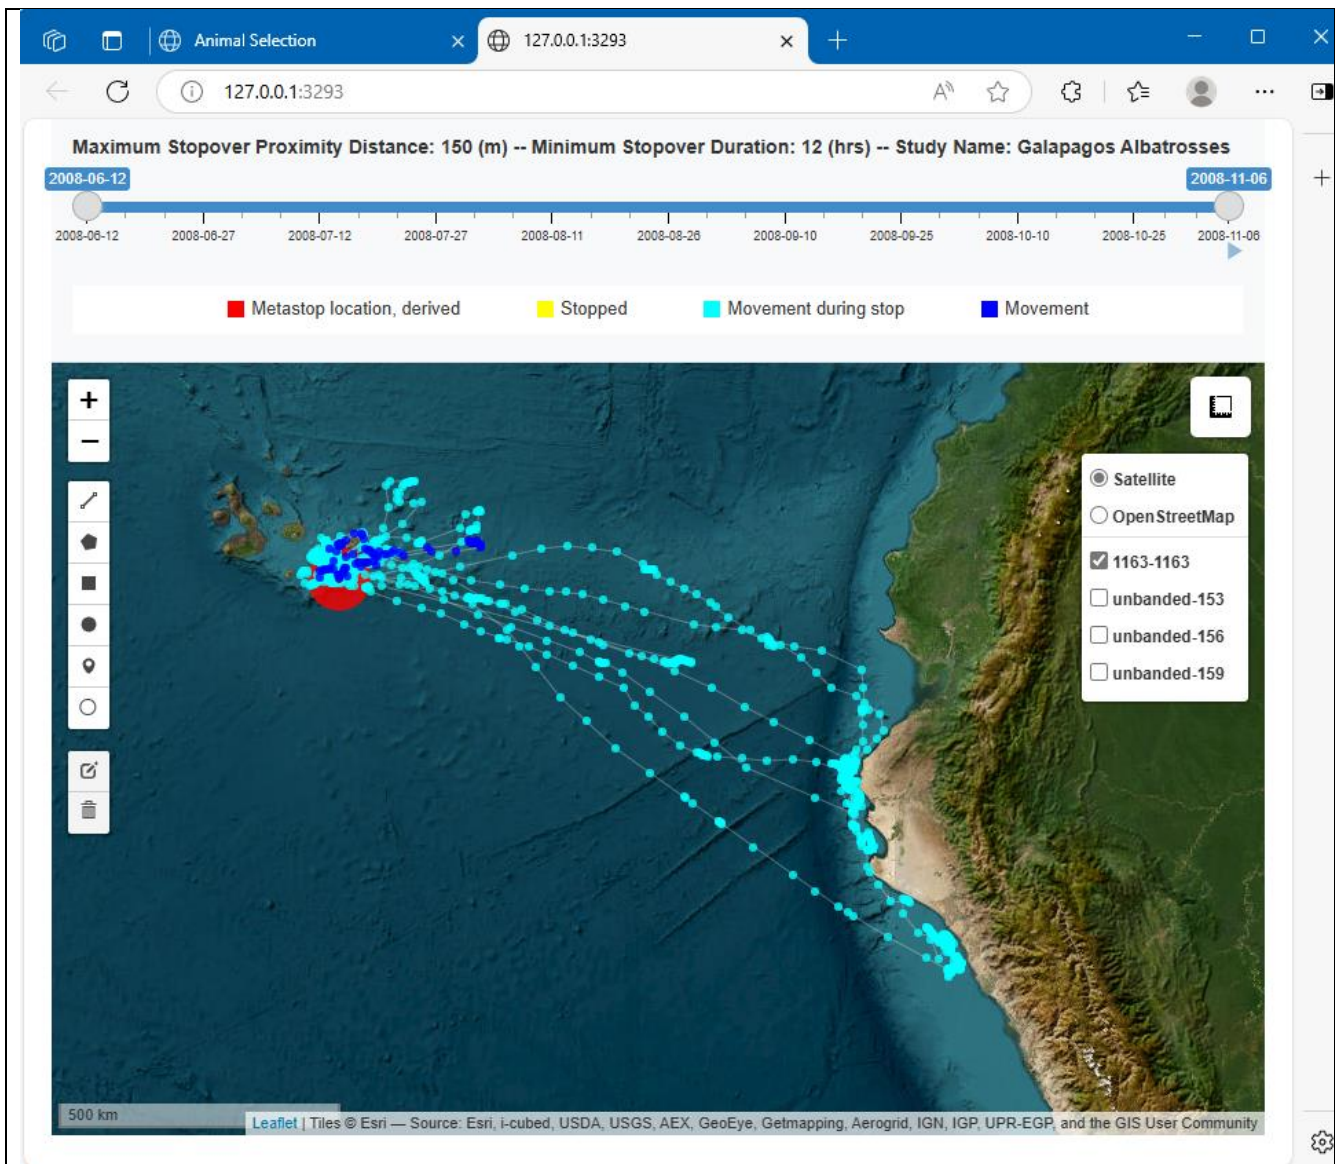 Animal Selection
127.0.0.1:3293
127.0.0.1:3293
Maximum Stopover Proximity Distance: 150 (m) -- Minimum Stopover Duration: 12 (hrs) -- Study Name: Galapagos Albatrosses
2008-06-12 2008-11-06
2008-06-12 2008-06-27 2008-07-12 2008-07-27 2008-08-11 2008-08-26 2008-09-10 2008-09-25 2008-10-10 2008-10-25 2008-11-06
Metastop location, derived Stopped Movement during stop Movement
+
−
Satellite
OpenStreetMap
1163-1163
unbanded-153
unbanded-156
unbanded-159
500 km
Leaflet | Tiles © Esri — Source: Esri, i-cubed, USDA, USGS, AEX, GeoEye, Getmapping, Aerogrid, IGN, IGP, UPR-EGP, and the GIS User Community